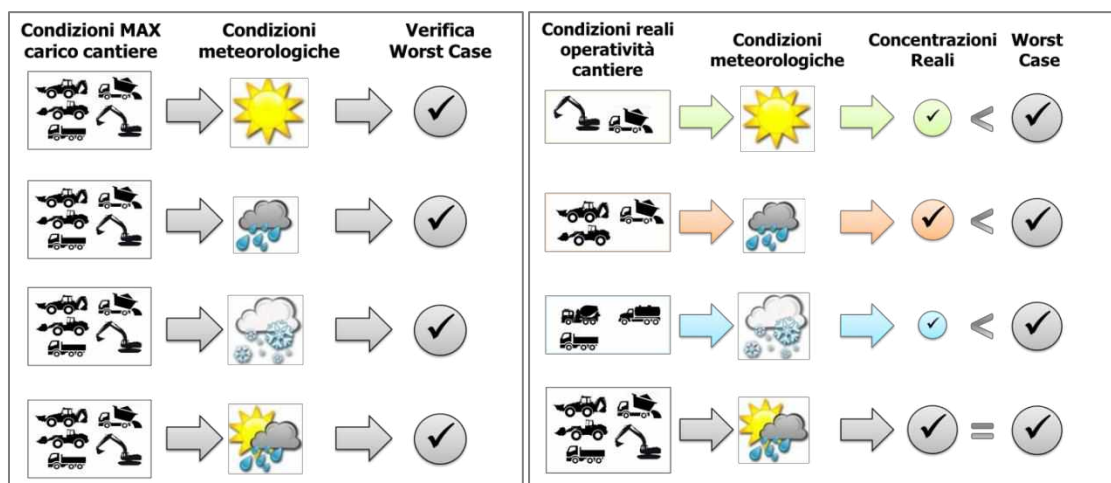 Condizioni MAX
carico cantiere
Condizioni
meteorologiche
Verifica
Worst Case
Condizioni reali
operatività
cantiere
Condizioni
meteorologiche
Concentrazioni
Reali
Worst
Case
<
<
<
=